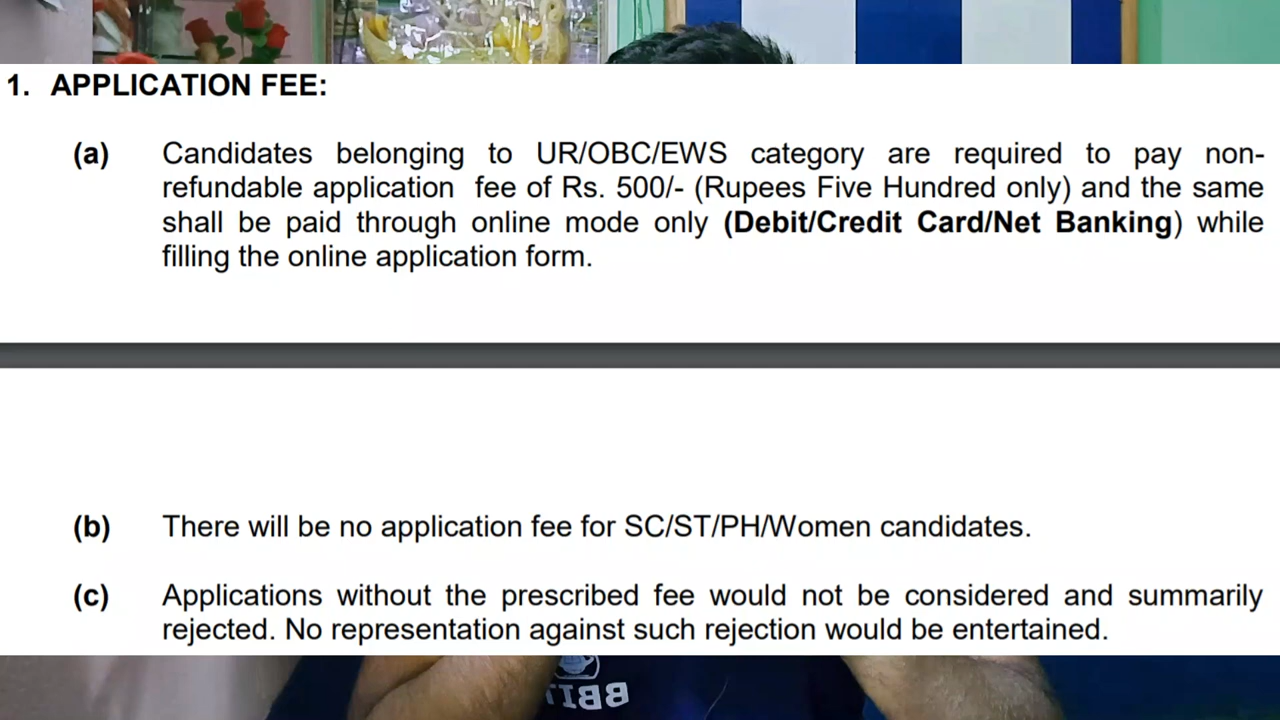 1. APPLICATION FEE:
(a) Candidates belonging to UR/OBC/EWS category are required to pay non-
refundable application fee of Rs. 500/- (Rupees Five Hundred only) and the same
shall be paid through online mode only (Debit/Credit Card/Net Banking) while
filling the online application form.
(b) There will be no application fee for SC/ST/PH/Women candidates.
(c) Applications without the prescribed fee would not be considered and summarily
rejected. No representation against such rejection would be entertained.